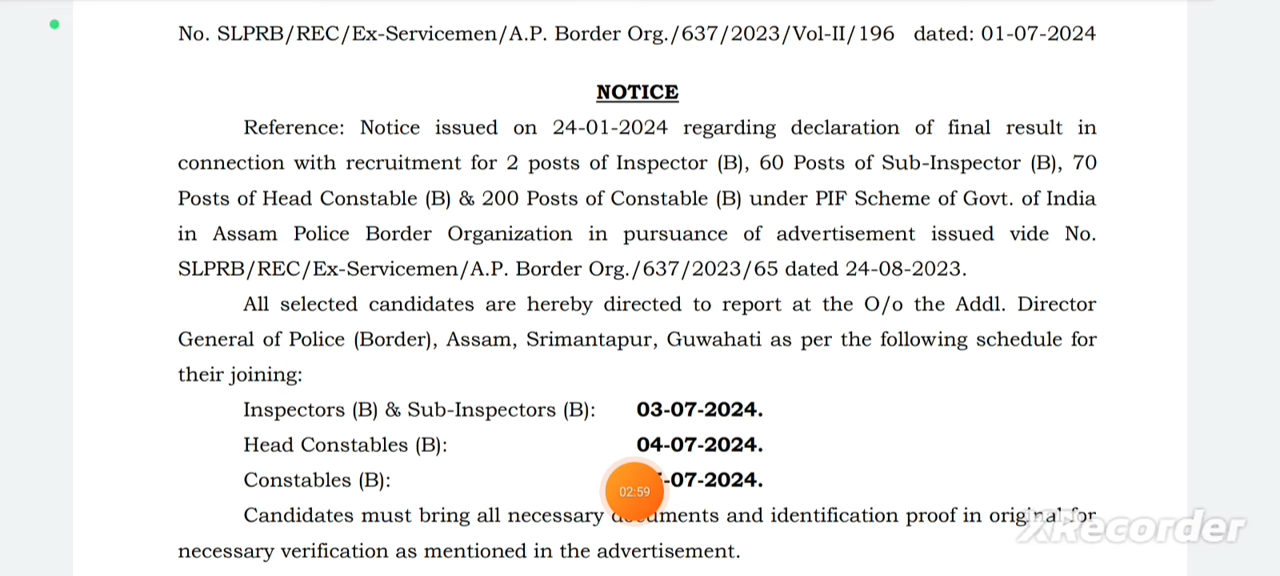 No. SLPRB/REC/Ex-Servicemen/A.P. Border Org./637/2023/Vol-II/196 dated: 01-07-2024
NOTICE
Reference: Notice issued on 24-01-2024 regarding declaration of final result in
connection with recruitment for 2 posts of Inspector (B), 60 Posts of Sub-Inspector (B), 70
Posts of Head Constable (B) & 200 Posts of Constable (B) under PIF Scheme of Govt. of India
in Assam Police Border Organization in pursuance of advertisement issued vide No.
SLPRB/REC/Ex-Servicemen/A.P. Border Org./637/2023/65 dated 24-08-2023.
All selected candidates are hereby directed to report at the O/o the Addl. Director
General of Police (Border), Assam, Srimantapur, Guwahati as per the following schedule for
their joining:
Inspectors (B) & Sub-Inspectors (B): 03-07-2024.
Head Constables (B): 04-07-2024.
Constables (B): -07-2024.
02:59
Candidates must bring all necessary documents and identification proof in original for
necessary verification as mentioned in the advertisement.
XRecorder